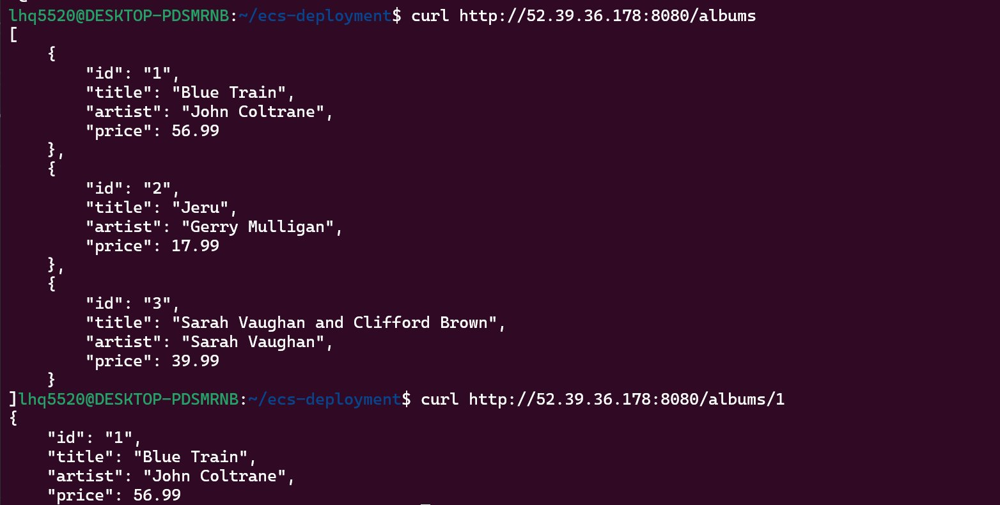 lhq5520@DESKTOP-PDSMRNB:~/ecs-deployment$ curl http://52.39.36.178:8080/albums
[
    {
        "id": "1",
        "title": "Blue Train",
        "artist": "John Coltrane",
        "price": 56.99
    },
    {
        "id": "2",
        "title": "Jeru",
        "artist": "Gerry Mulligan",
        "price": 17.99
    },
    {
        "id": "3",
        "title": "Sarah Vaughan and Clifford Brown",
        "artist": "Sarah Vaughan",
        "price": 39.99
    }
]lhq5520@DESKTOP-PDSMRNB:~/ecs-deployment$ curl http://52.39.36.178:8080/albums/1
{
    "id": "1",
    "title": "Blue Train",
    "artist": "John Coltrane",
    "price": 56.99